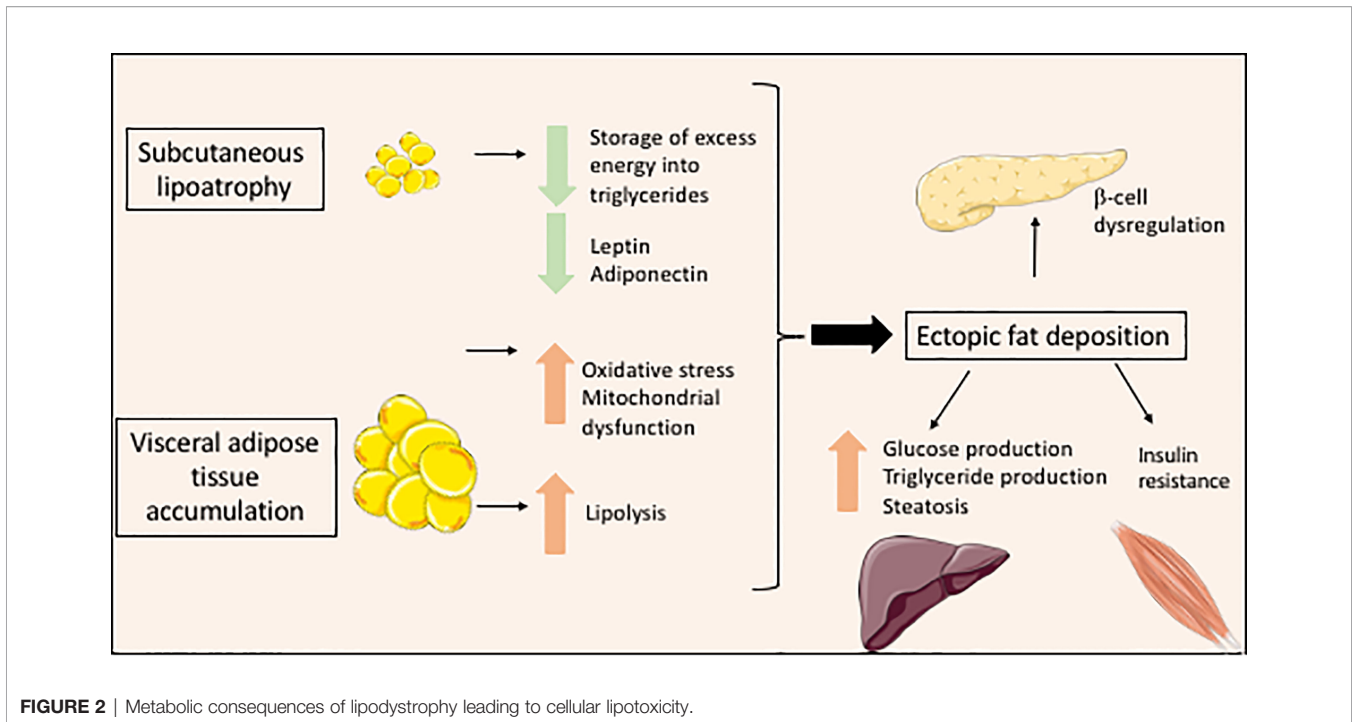 Subcutaneous
lipoatrophy
Storage of excess
energy into
triglycerides
Leptin
Adiponectin
Visceral adipose
tissue
accumulation
Oxidative stress
Mitochondrial
dysfunction
Lipolysis
β-cell
dysregulation
Ectopic fat deposition
Glucose production
Triglyceride production
Steatosis
Insulin
resistance
FIGURE 2 | Metabolic consequences of lipodystrophy leading to cellular lipotoxicity.